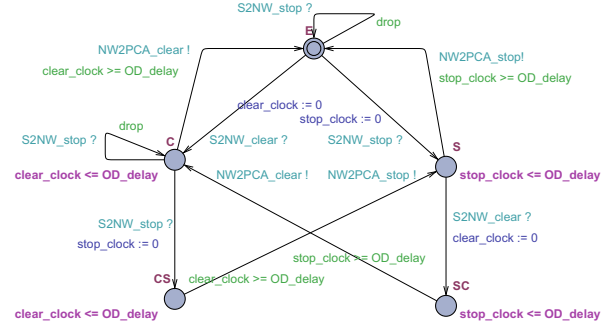 S2NW_stop ?
drop
E
NW2PCA_clear !
clear_clock >= OD_delay
NW2PCA_stop!
stop_clock >= OD_delay
clear_clock := 0
stop_clock := 0
drop
S2NW_stop ?
C
S2NW_clear ?
S2NW_stop ?
S
clear_clock <= OD_delay
NW2PCA_clear !
NW2PCA_stop !
stop_clock <= OD_delay
S2NW_stop ?
stop_clock := 0
S2NW_clear ?
clear_clock := 0
stop_clock >= OD_delay
CS
clear_clock >= OD_delay
SC
clear_clock <= OD_delay
stop_clock <= OD_delay